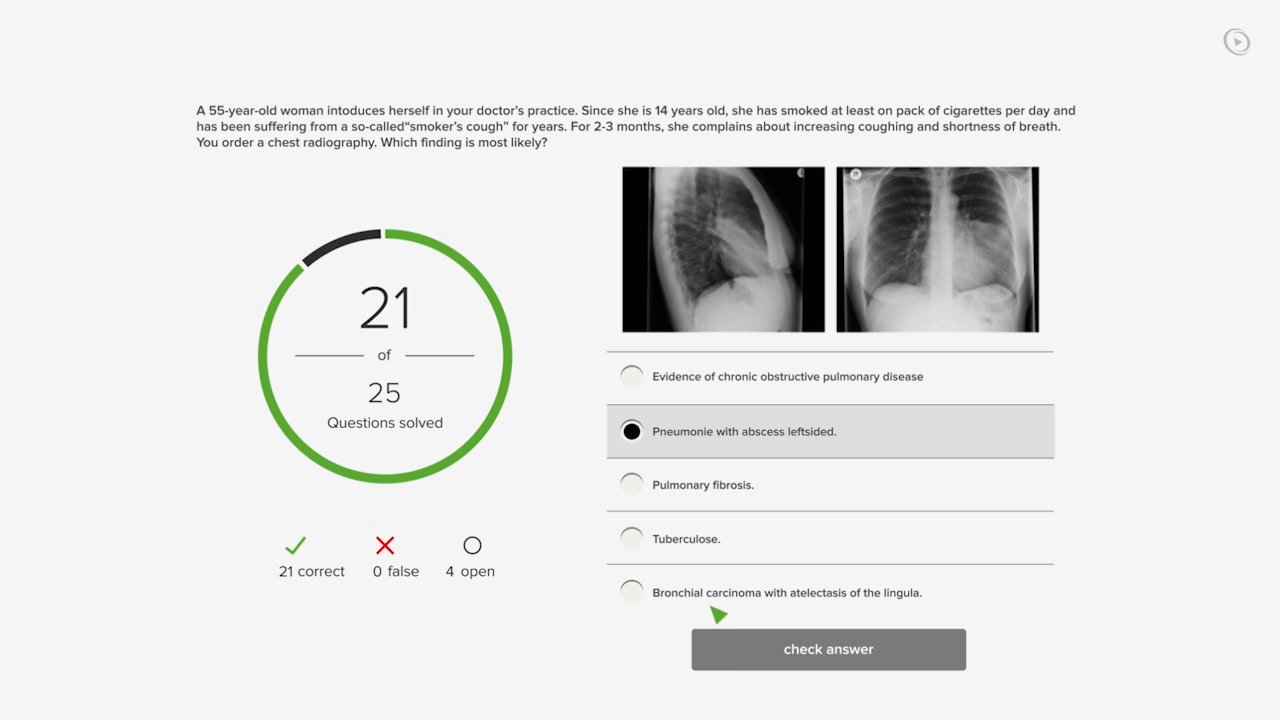 A 55-year-old woman intoduces herself in your doctor's practice. Since she is 14 years old, she has smoked at least on pack of cigarettes per day and
has been suffering from a so-called“smoker's cough” for years. For 2-3 months, she complains about increasing coughing and shortness of breath.
You order a chest radiography. Which finding is most likely?
21
of
25
Questions solved
21 correct
0 false
4 open
Evidence of chronic obstructive pulmonary disease
Pneumonie with abscess leftsided.
Pulmonary fibrosis.
Tuberculose.
Bronchial carcinoma with atelectasis of the lingula.
check answer